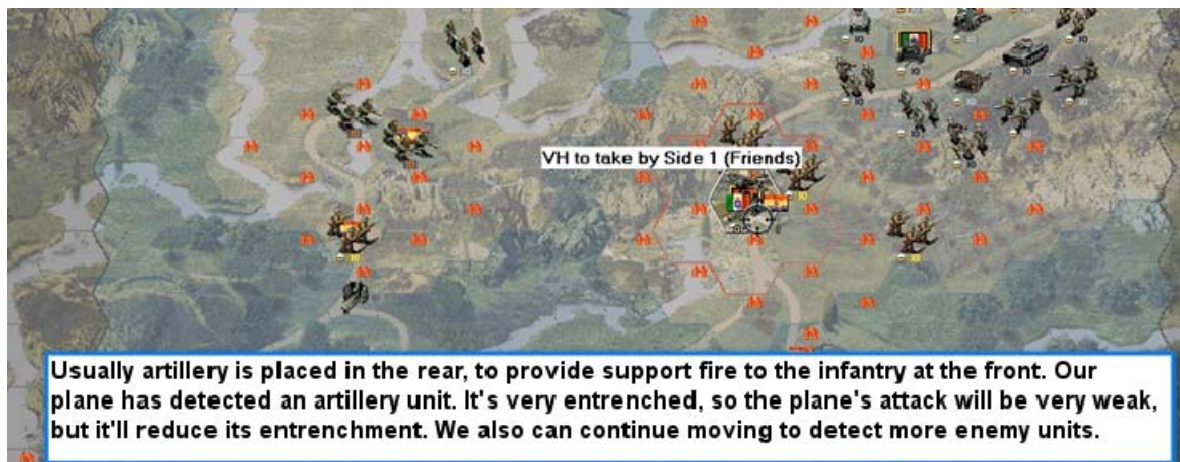 VH to take by Side 1 (Friends)
Usually artillery is placed in the rear, to provide support fire to the infantry at the front. Our
plane has detected an artillery unit. It's very entrenched, so the plane's attack will be very weak,
but it'll reduce its entrenchment. We also can continue moving to detect more enemy units.